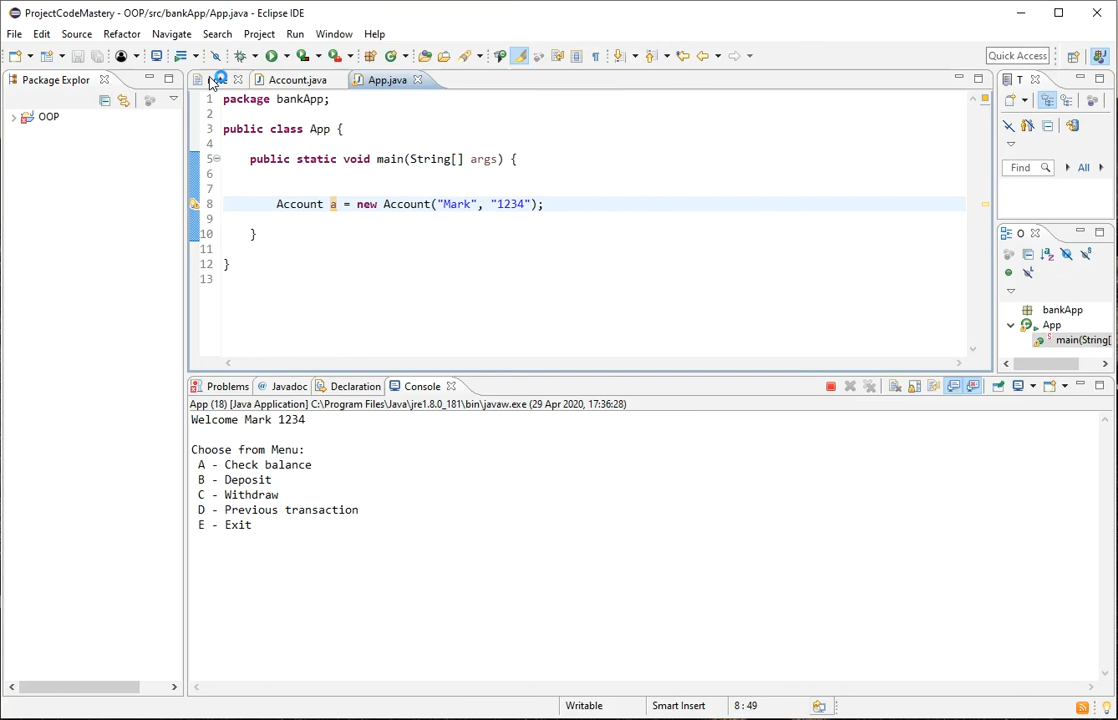 ProjectCodeMastery - OOP/src/bankApp/App.java - Eclipse IDE
File Edit Source Refactor Navigate Search Project Run Window Help
Quick Access
Package Explor
Account.java
App.java
T
OOP
1 package bankApp;
2
3 public class App {
4
5 public static void main(String[] args) {
6
7
8 Account a = new Account("Mark", "1234");
9
10 }
11
12 }
13
Find
All
O
bankApp
App
main(String[
Problems @ Javadoc Declaration Console
App (18) [Java Application] C:\Program Files\Java\jre1.8.0_181\bin\javaw.exe (29 Apr 2020, 17:36:28)
Welcome Mark 1234
Choose from Menu:
A - Check balance
B - Deposit
C - Withdraw
D - Previous transaction
E - Exit
Writable
Smart Insert
8 : 49